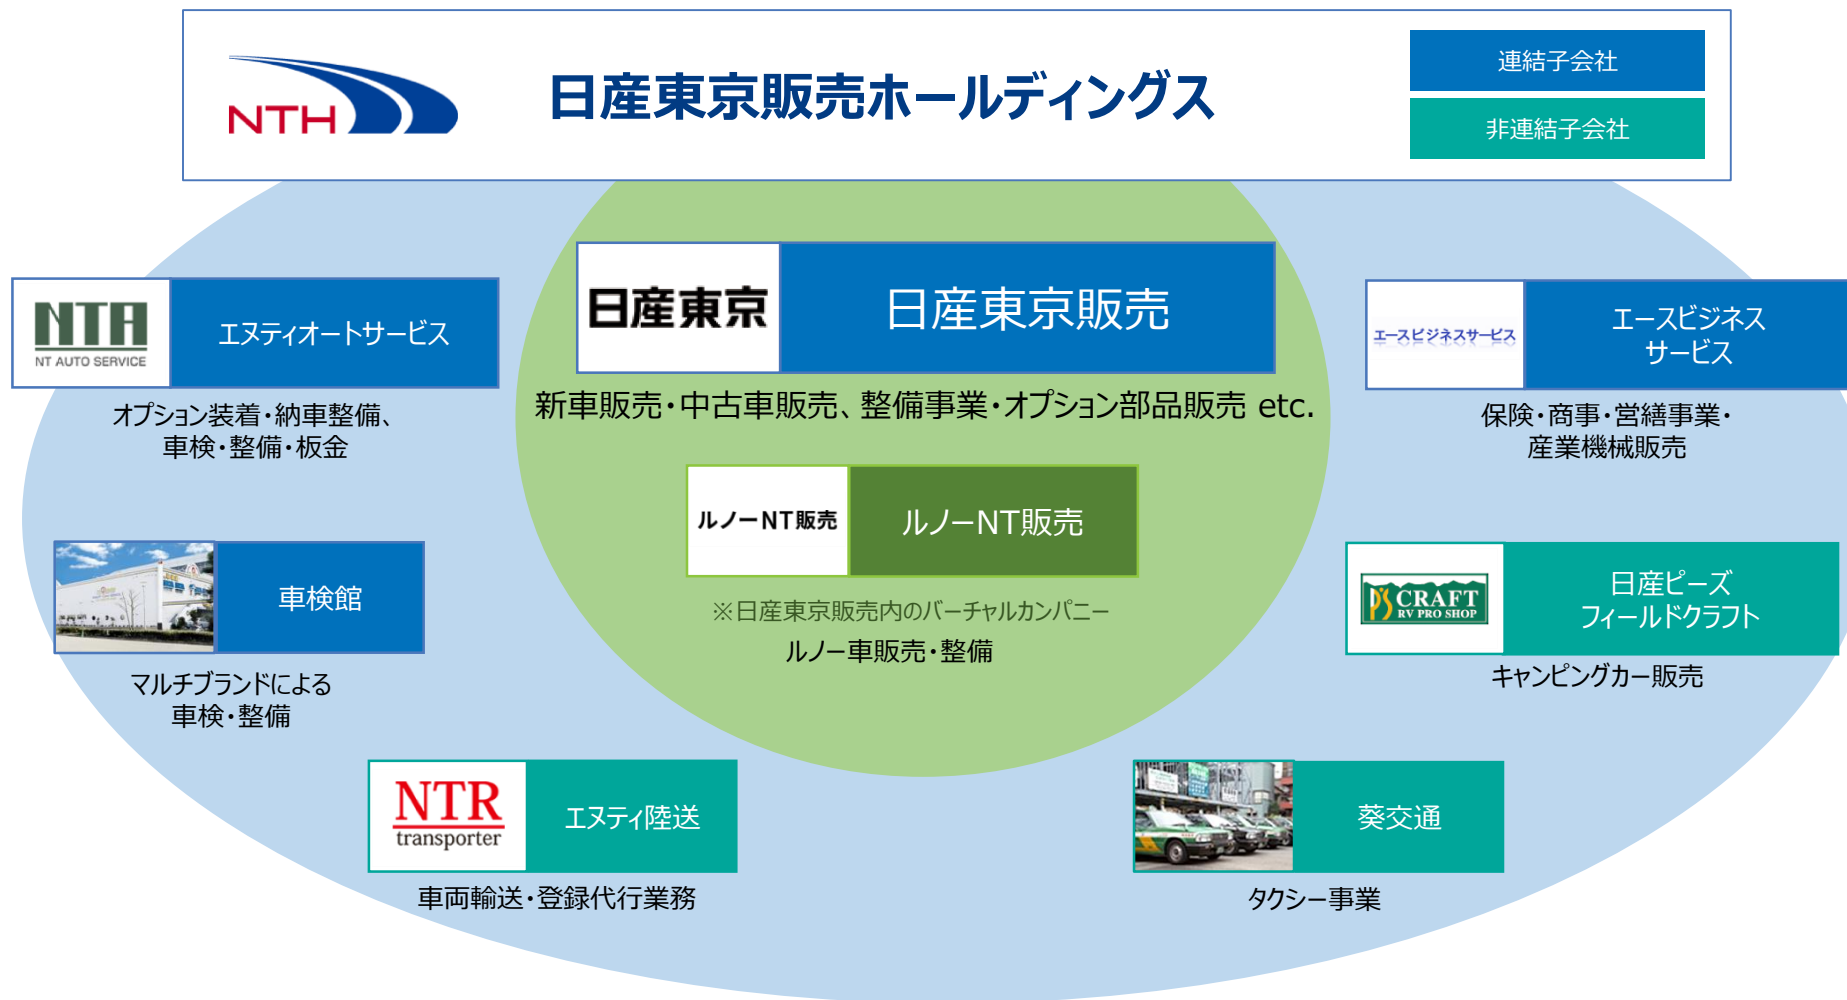 NTH
日産東京販売ホールディングス
連結子会社
非連結子会社
日産東京
日産東京販売
新車販売・中古車販売、整備事業・オプション部品販売 etc.
NTA
NT AUTO SERVICE
エヌティオートサービス
オプション装着・納車整備、
車検・整備・板金
エースビジネスサービス
エースビジネス
サービス
保険・商事・営繕事業・
産業機械販売
ルノーNT販売
ルノーNT販売
※日産東京販売内のバーチャルカンパニー
ルノー車販売・整備
車検館
マルチブランドによる
車検・整備
P'S CRAFT
RV PRO SHOP
日産ピーズ
フィールドクラフト
キャンピングカー販売
NTR
transporter
エヌティ陸送
車両輸送・登録代行業務
葵交通
タクシー事業